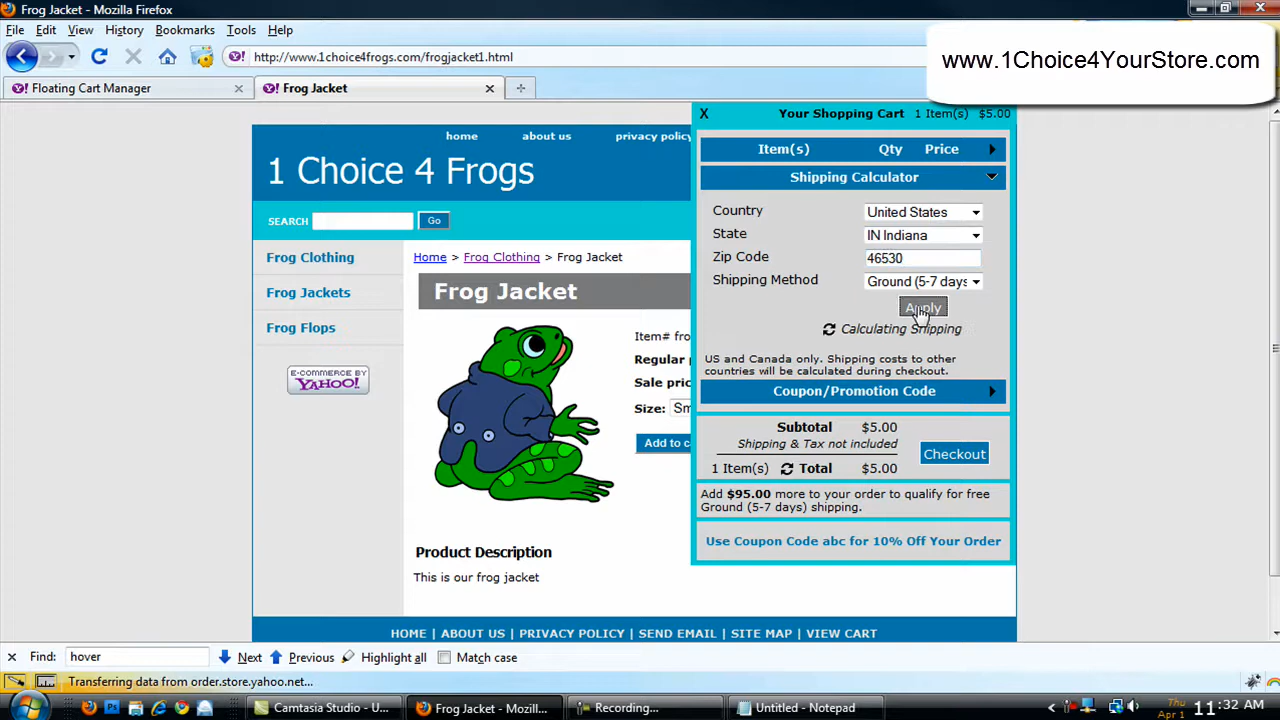 Frog Jacket - Mozilla Firefox
File Edit View History Bookmarks Tools Help
http://www.1choice4frogs.com/frogjacket1.html
www.1Choice4YourStore.com
Floating Cart Manager
Frog Jacket
X Your Shopping Cart 1 Item(s) $5.00
home about us privacy policy
1 Choice 4 Frogs
SEARCH Go
Frog Clothing
Frog Jackets
Frog Flops
E-COMMERCE BY
YAHOO!
Home > Frog Clothing > Frog Jacket
Frog Jacket
Item# fro
Regular p
Sale pric
Size: Sm
Add to c
Product Description
This is our frog jacket
Item(s) Qty Price
Shipping Calculator
Country United States
State IN Indiana
Zip Code 46530
Shipping Method Ground (5-7 days
Apply
Calculating Shipping
US and Canada only. Shipping costs to other
countries will be calculated during checkout.
Coupon/Promotion Code
Subtotal $5.00
Shipping & Tax not included
1 Item(s) Total $5.00
Checkout
Add $95.00 more to your order to qualify for free
Ground (5-7 days) shipping.
Use Coupon Code abc for 10% Off Your Order
HOME | ABOUT US | PRIVACY POLICY | SEND EMAIL | SITE MAP | VIEW CART
Find: hover Next Previous Highlight all Match case
Transferring data from order.store.yahoo.net...
Camtasia Studio - U...
Frog Jacket - Mozill...
Recording...
Untitled - Notepad
Thu
Apr 1
11:32 AM